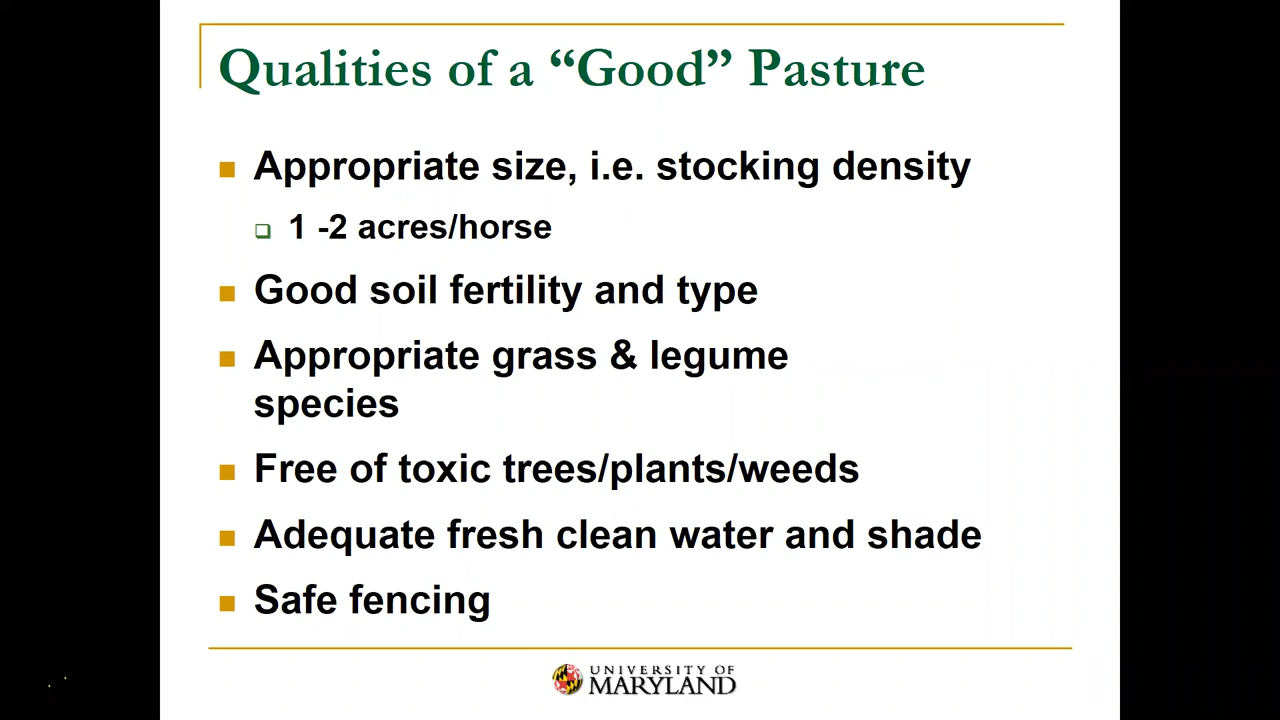 Qualities of a “Good” Pasture
Appropriate size, i.e. stocking density
1 -2 acres/horse
Good soil fertility and type
Appropriate grass & legume
species
Free of toxic trees/plants/weeds
Adequate fresh clean water and shade
Safe fencing
UNIVERSITY OF
MARYLAND